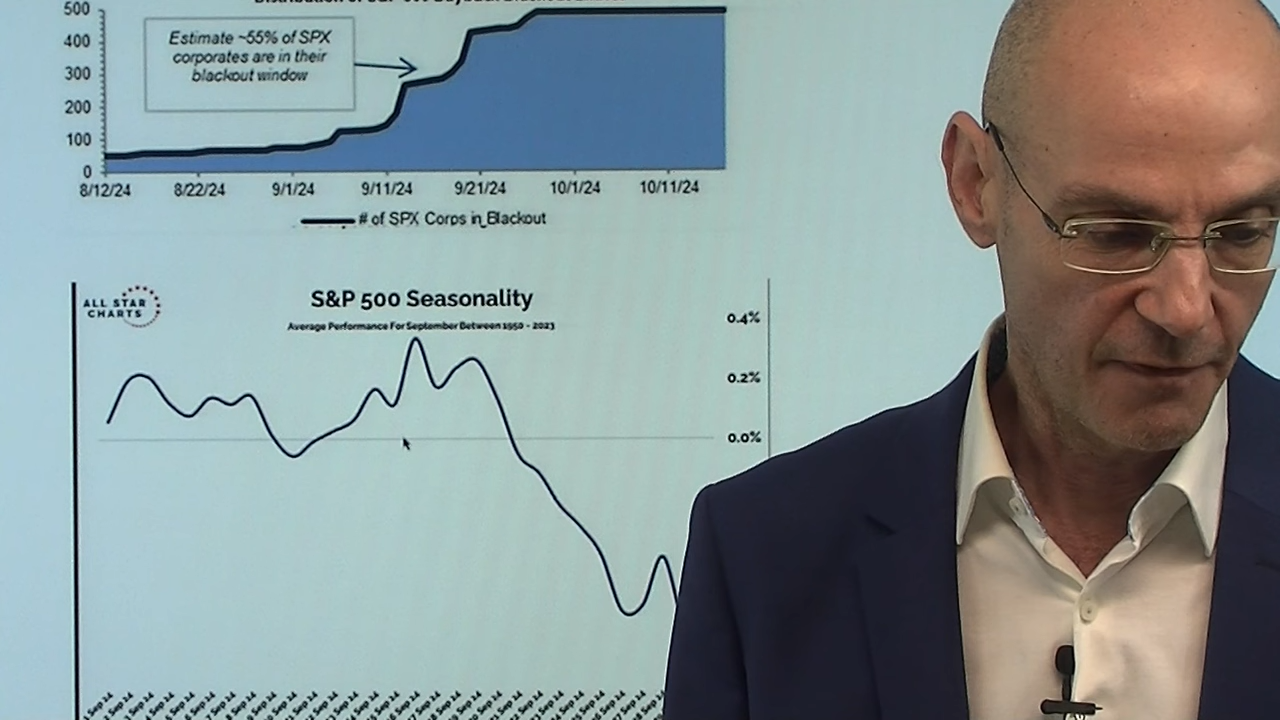 500
Estimate ~55% of SPX
corporates are in their
blackout window
400
300
200
100
0
8/12/24 8/22/24 9/1/24 9/11/24 9/21/24 10/1/24 10/11/24
# of SPX Corps in Blackout
ALL STAR
CHARTS
S&P 500 Seasonality
Average Performance For September Between 1950 - 2023
0.4%
0.2%
0.0%